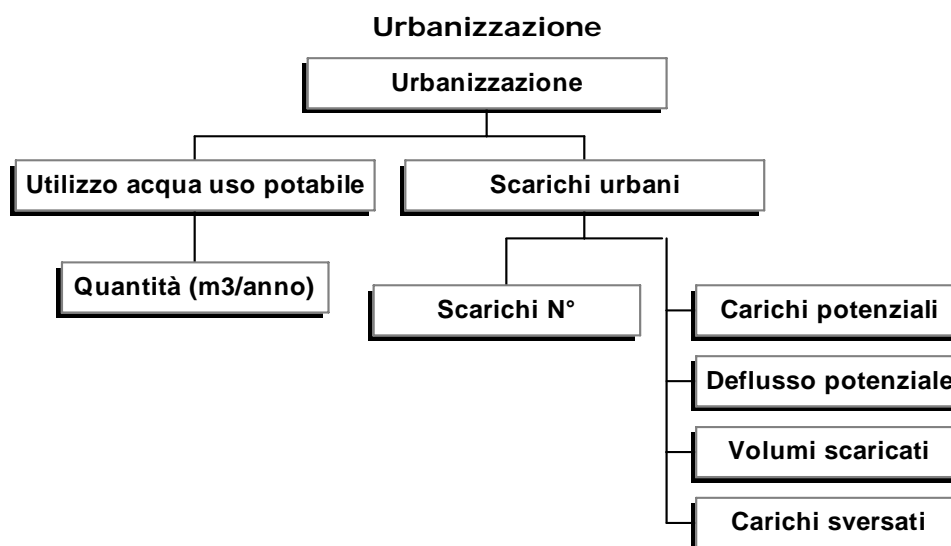 Urbanizzazione
Urbanizzazione
Utilizzo acqua uso potabile
Scarichi urbani
Quantità (m3/anno)
Scarichi N°
Carichi potenziali
Deflusso potenziale
Volumi scaricati
Carichi sversati